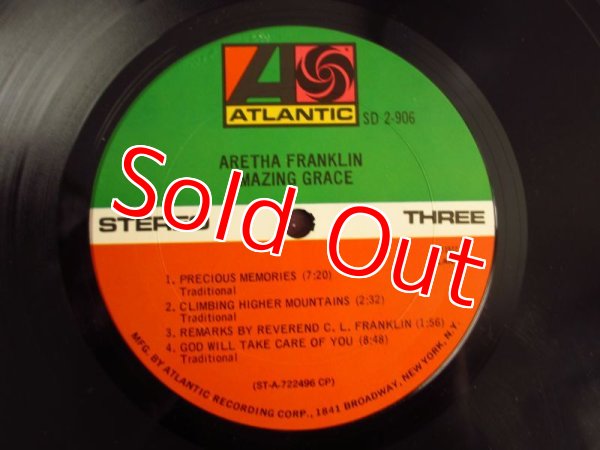 ATLANTIC
SD 2-906
ARETHA FRANKLIN
AMAZING GRACE
STEREO
THREE
1. PRECIOUS MEMORIES (7:20)
Traditional
2. CLIMBING HIGHER MOUNTAINS (2:32)
Traditional
3. REMARKS BY REVEREND C. L. FRANKLIN (1:56)
4. GOD WILL TAKE CARE OF YOU (8:48)
Traditional
(ST-A-722496 CP)
MFG. BY ATLANTIC RECORDING CORP., 1841 BROADWAY, NEW YORK, N.Y.
Sold Out